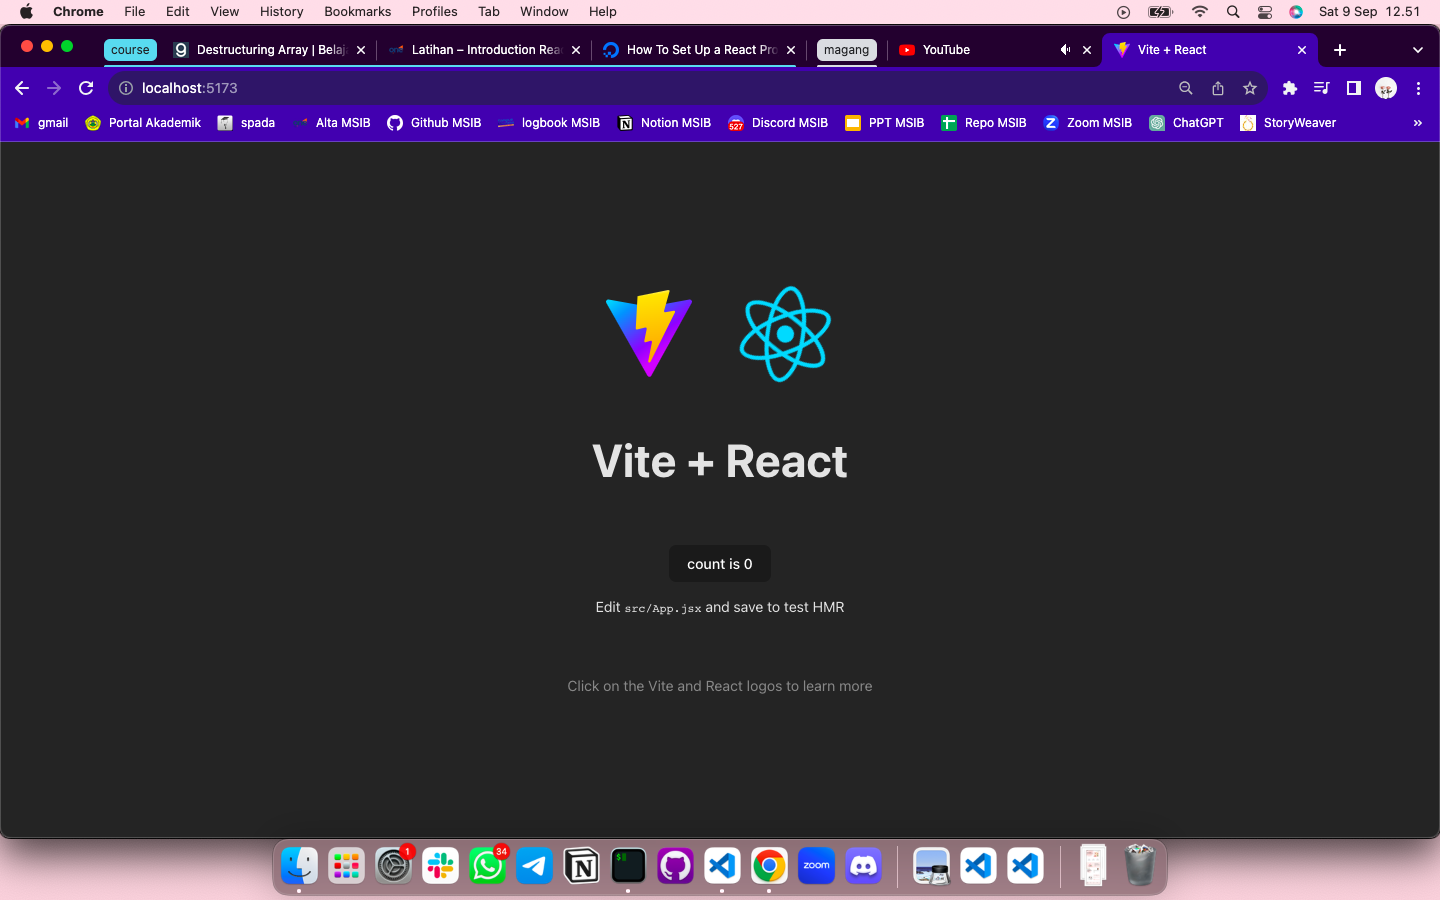 Chrome File Edit View History Bookmarks Profiles Tab Window Help Sat 9 Sep 12.51
course Destructuring Array | Belaj Latihan – Introduction Rea How To Set Up a React Pro magang YouTube Vite + React
localhost:5173
gmail Portal Akademik spada Alta MSIB Github MSIB logbook MSIB Notion MSIB 527 Discord MSIB PPT MSIB Repo MSIB Zoom MSIB ChatGPT StoryWeaver »
Vite + React
count is 0
Edit src/App.jsx and save to test HMR
Click on the Vite and React logos to learn more
1 34 $ zoom